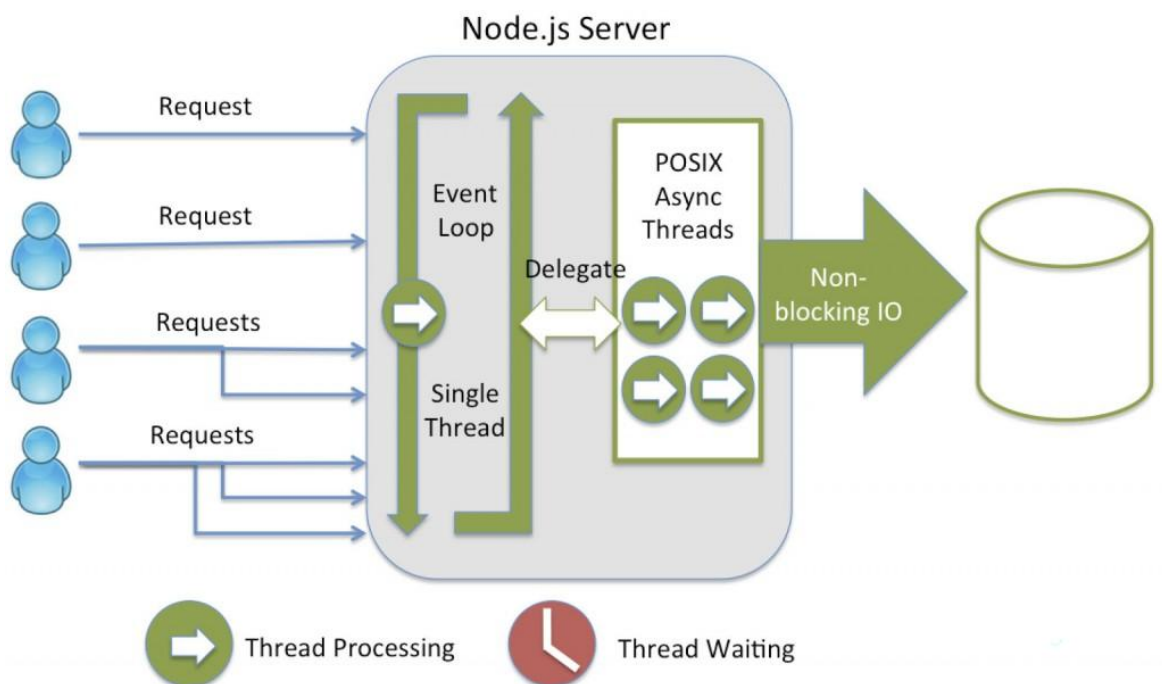 Node.js Server
Request
Request
Requests
Requests
Event
Loop
Single
Thread
Delegate
POSIX
Async
Threads
Non-
blocking IO
Thread Processing
Thread Waiting